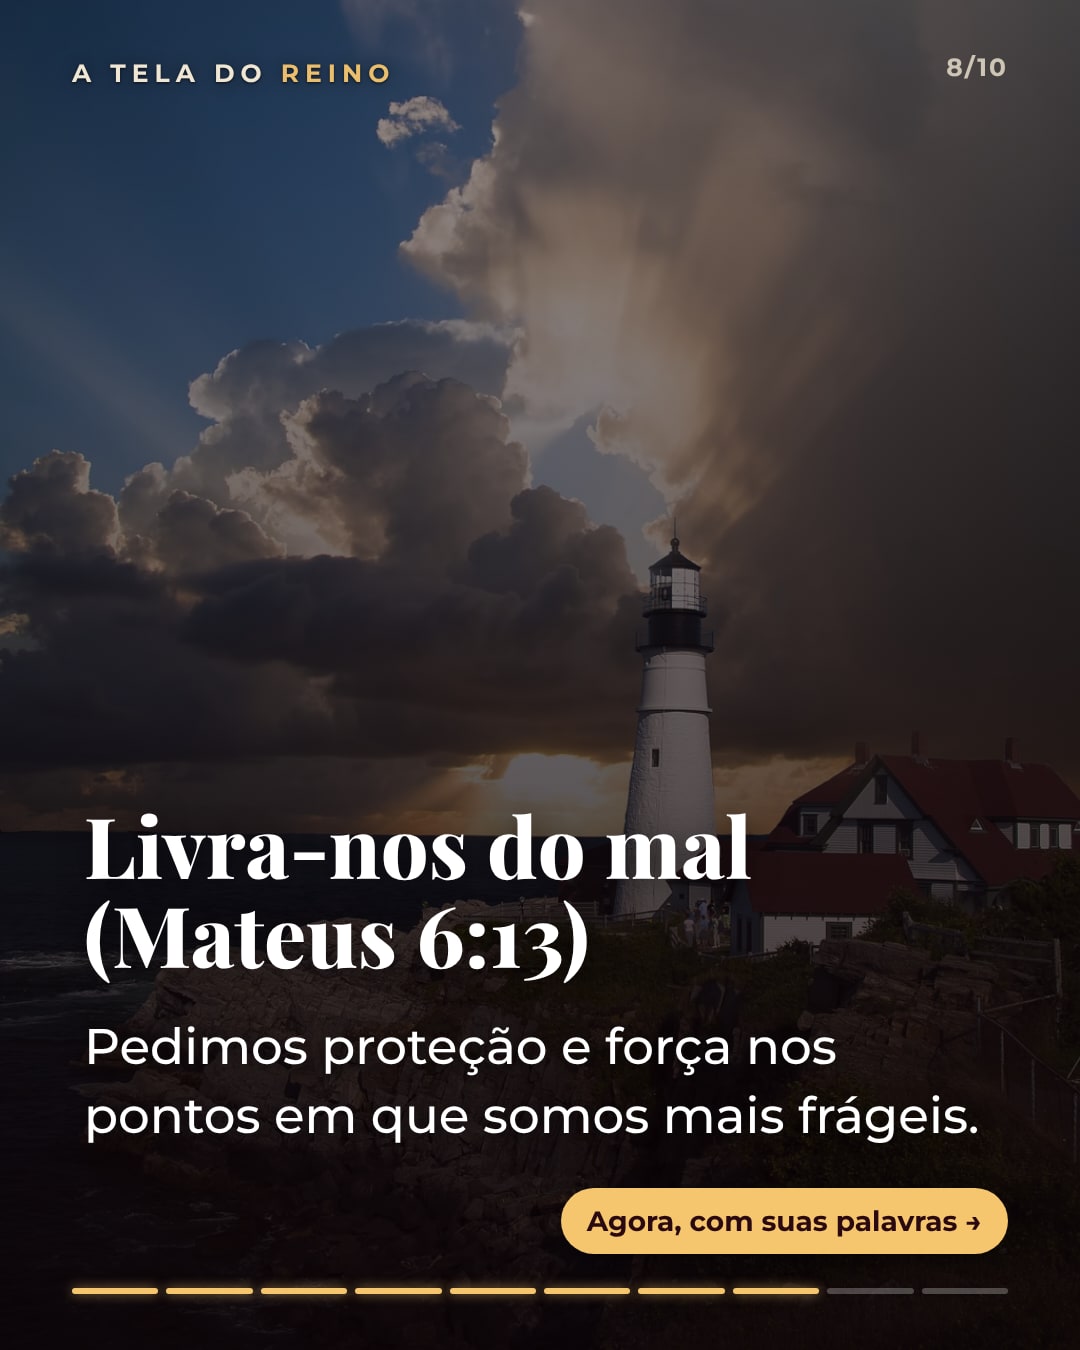 A TELA DO REINO
8/10
Livra-nos do mal
(Mateus 6:13)
Pedimos proteção e força nos
pontos em que somos mais frágeis.
Agora, com suas palavras →